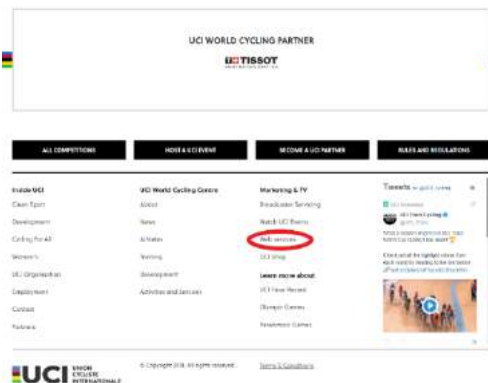 UCI WORLD CYCLING PARTNER
TISSOT
ALL COMPETITIONS
HOST A UCI EVENT
BECOME A UCI PARTNER
RULES AND REGULATIONS
Inside UCI
Clean Sport
Development
Cycling For All
Women's
UCI Organisation
Employment
Contact
Partners
UCI World Cycling Centre
About
News
Athletes
Training
Development
Activities and Services
Marketing & TV
Broadcaster Servicing
Watch UCI Events
Web services
UCI Shop
Learn more about
UCI Hour Record
Olympic Games
Paralympic Games
Tweets
UCI Track Cycling
UCI
UNION
CYCLISTE
INTERNATIONALE
© Copyright 2018. All rights reserved.
Terms & Conditions